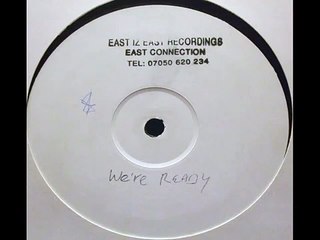 EAST IZ EAST RECORDINGS
EAST CONNECTION
TEL: 07050 620 234
We're Ready